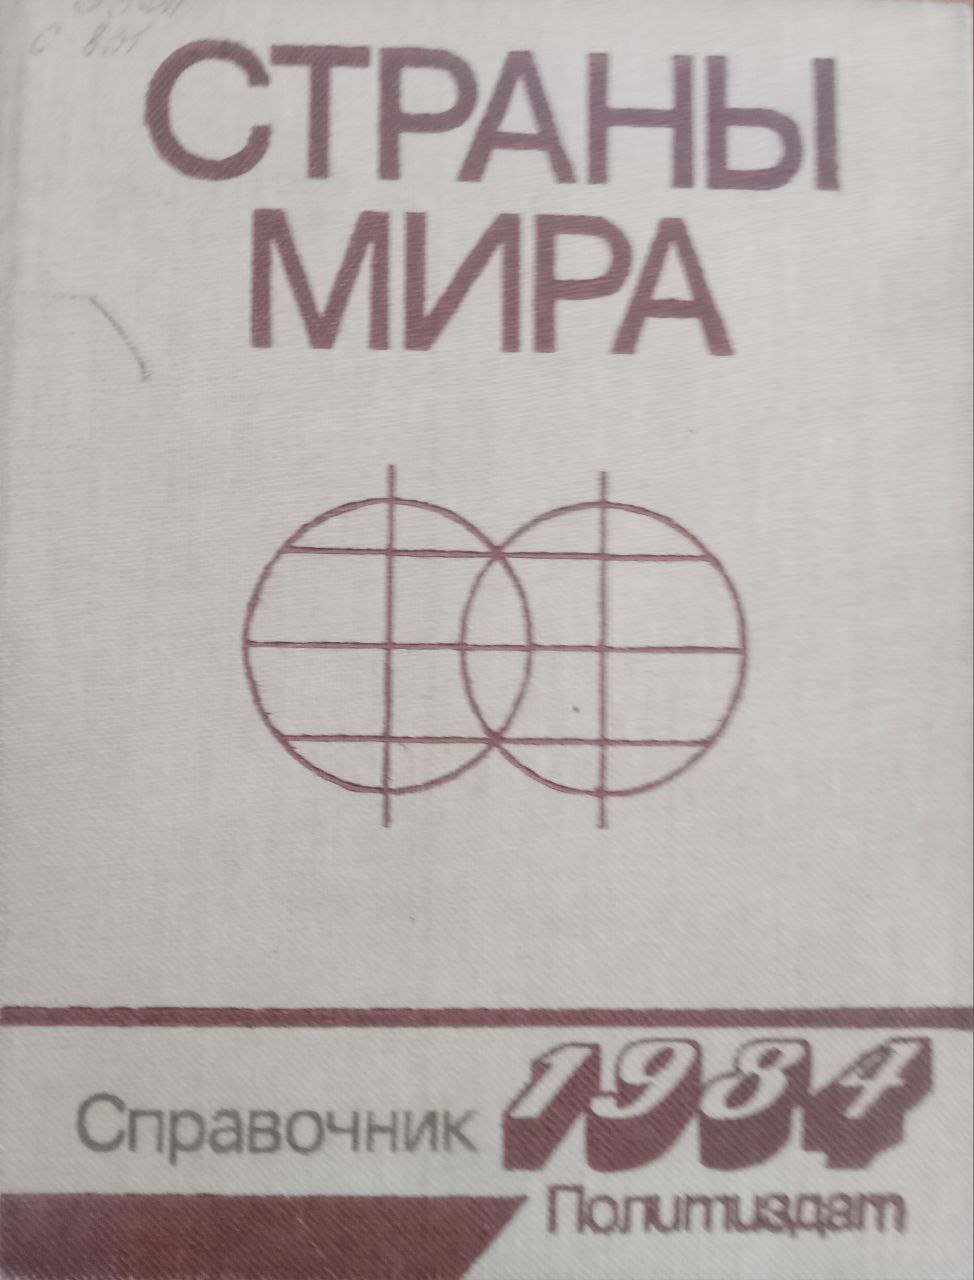 СТРАНЫ
МИРА
Справочник 1984
Политиздат